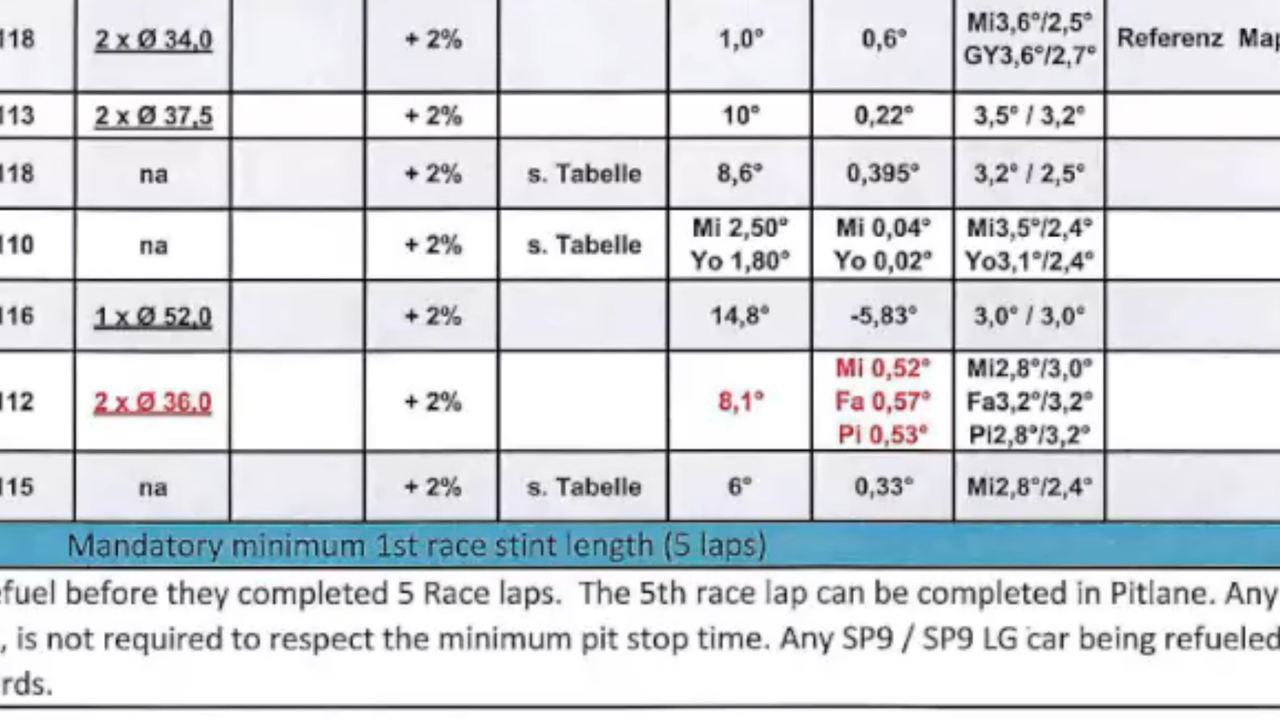 118 2 x Ø 34,0 + 2% 1,0° 0,6° Mi3,6°/2,5° Referenz
GY3,6°/2,7°
113 2 x Ø 37,5 + 2% 10° 0,22° 3,5° / 3,2°
118 na + 2% s. Tabelle 8,6° 0,395° 3,2° / 2,5°
110 na + 2% s. Tabelle Mi 2,50° Mi 0,04° Mi3,5°/2,4°
Yo 1,80° Yo 0,02° Yo3,1°/2,4°
116 1 x Ø 52,0 + 2% 14,8° -5,83° 3,0° / 3,0°
112 2 x Ø 36,0 + 2% 8,1° Mi 0,52° Mi2,8°/3,0°
Fa 0,57° Fa3,2°/3,2°
Pi 0,53° Pi2,8°/3,2°
115 na + 2% s. Tabelle 6° 0,33° Mi2,8°/2,4°
Mandatory minimum 1st race stint length (5 laps)
efuel before they completed 5 Race laps. The 5th race lap can be completed in Pitlane. Any
, is not required to respect the minimum pit stop time. Any SP9 / SP9 LG car being refueled
rds.